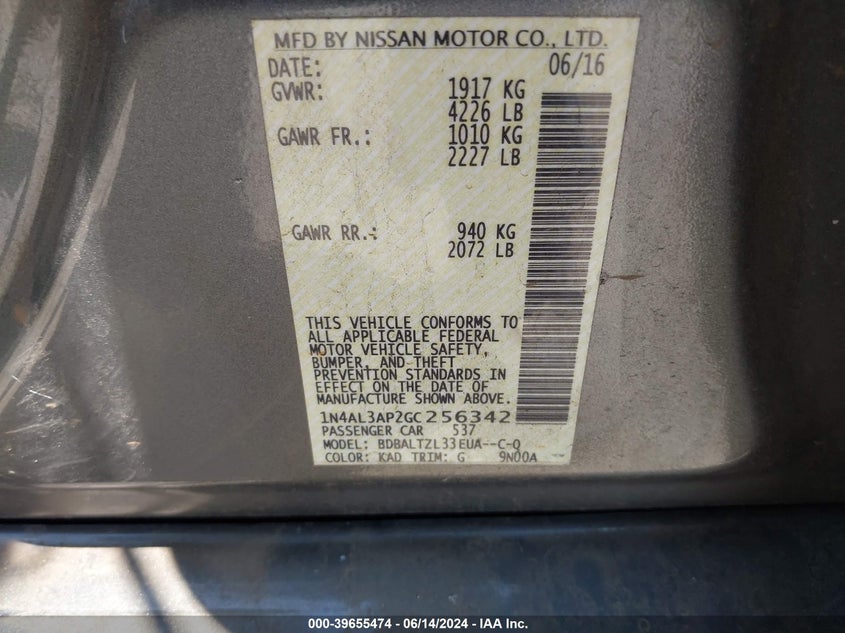 MFD BY NISSAN MOTOR CO., LTD.
DATE: 06/16
GVWR: 1917 KG
4226 LB
GAWR FR.: 1010 KG
2227 LB
GAWR RR.: 940 KG
2072 LB
THIS VEHICLE CONFORMS TO
ALL APPLICABLE FEDERAL
MOTOR VEHICLE SAFETY,
BUMPER, AND THEFT
PREVENTION STANDARDS IN
EFFECT ON THE DATE OF
MANUFACTURE SHOWN ABOVE.
1N4AL3AP2GC256342
PASSENGER CAR 537
MODEL: BDBALTZL33EUA--C-Q
COLOR: KAD TRIM: G 9N00A
000-39655474 - 06/14/2024 - IAA Inc.